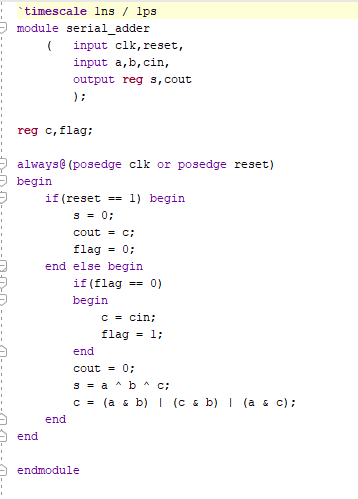 `timescale 1ns / 1ps
module serial_adder
( input clk,reset,
input a,b,cin,
output reg s,cout
);
reg c,flag;
always@(posedge clk or posedge reset)
begin
if(reset == 1) begin
s = 0;
cout = c;
flag = 0;
end else begin
if(flag == 0)
begin
c = cin;
flag = 1;
end
cout = 0;
s = a ^ b ^ c;
c = (a & b) | (c & b) | (a & c);
end
end
endmodule